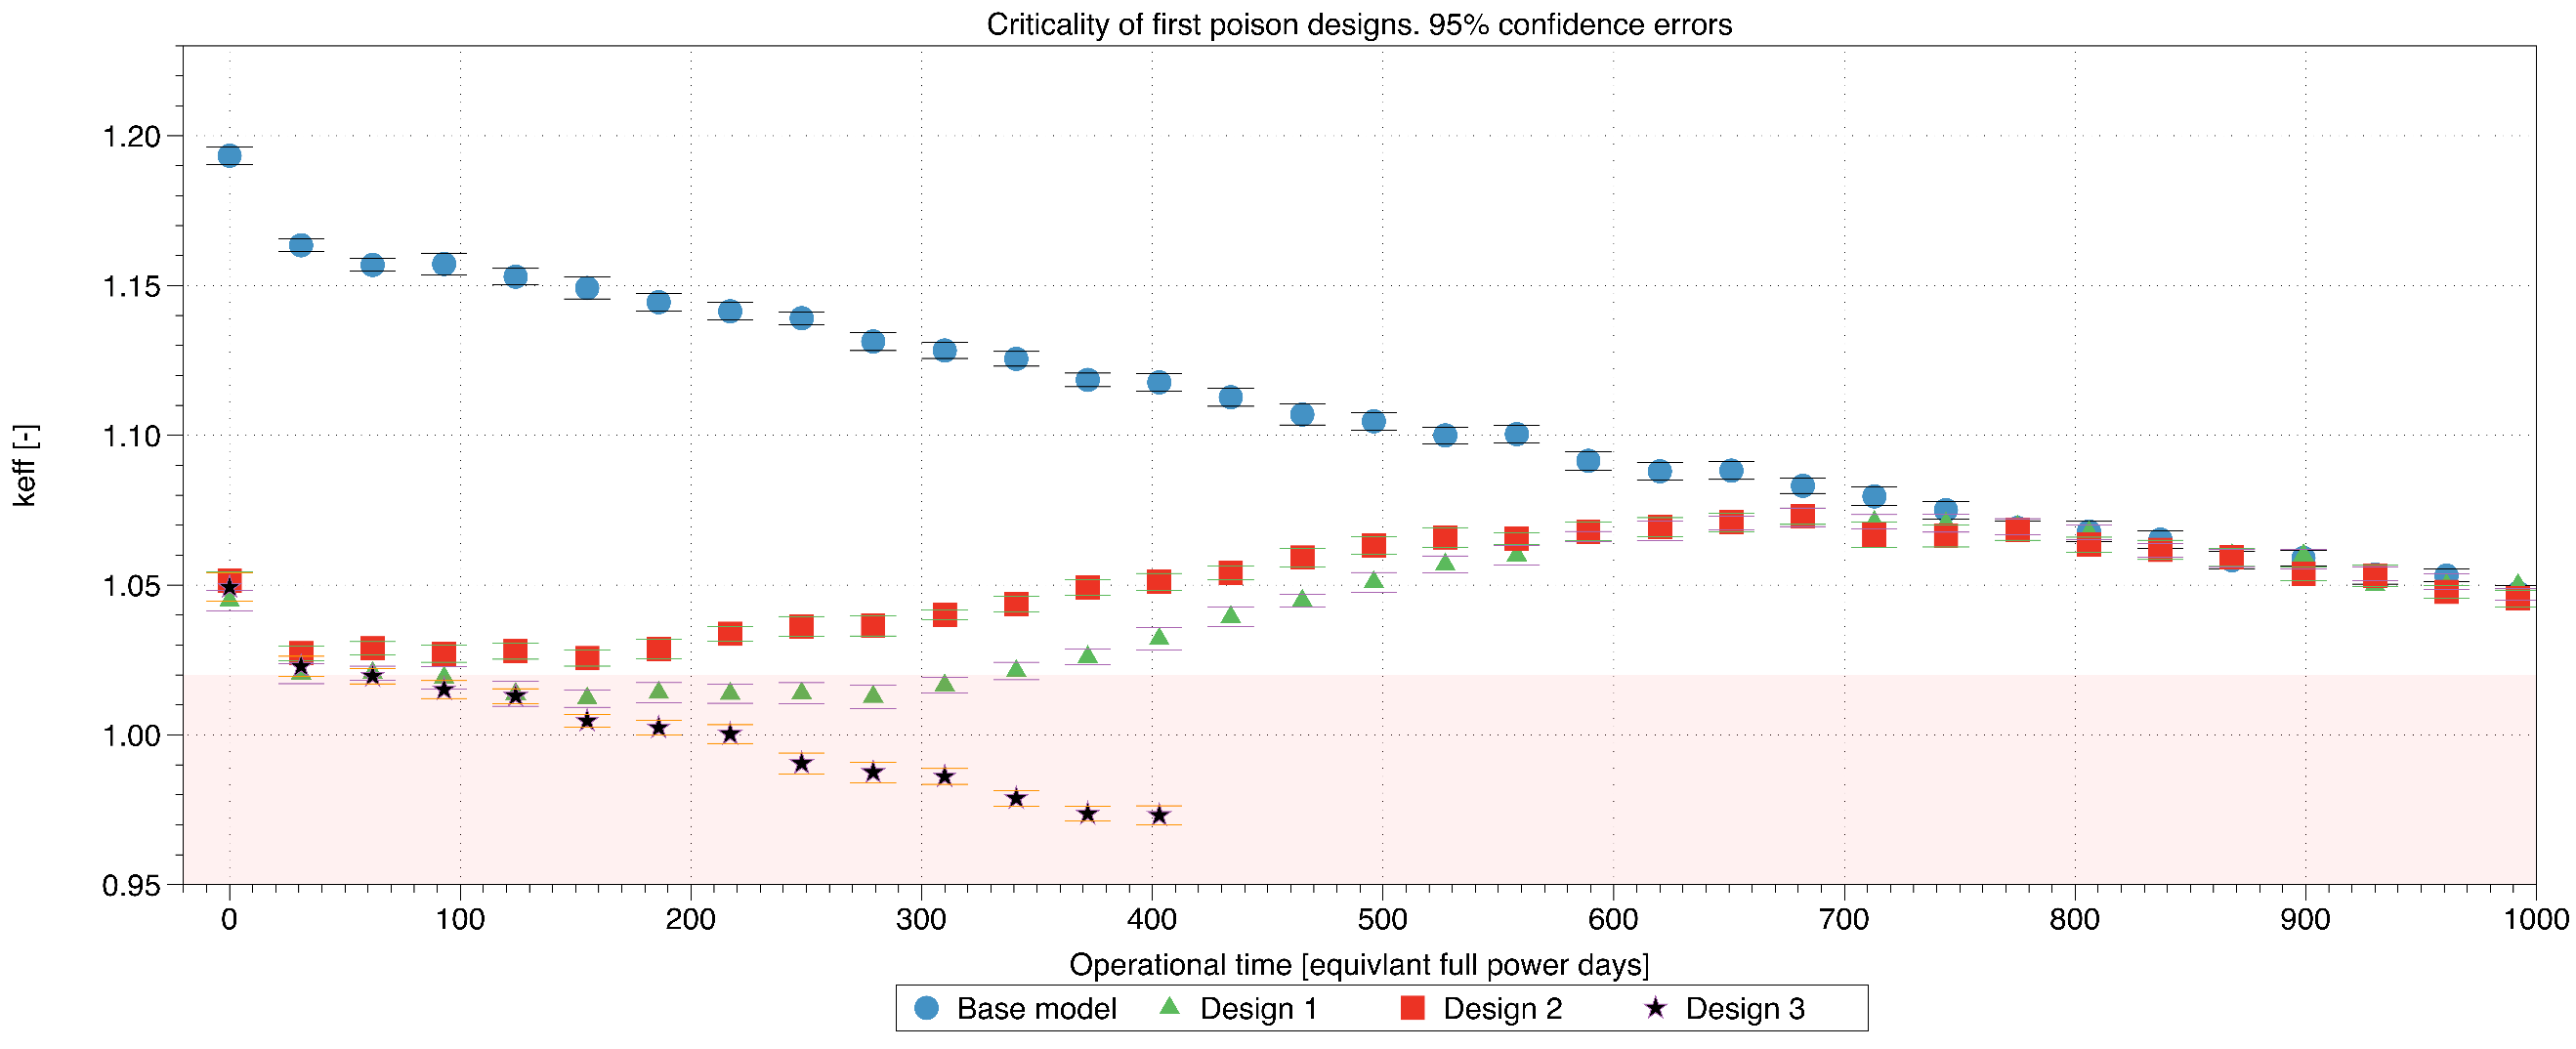 Criticality of first poison designs. 95% confidence errors
1.20
1.15
1.10
1.05
1.00
0.95
keff [-]
0 100 200 300 400 500 600 700 800 900 1000
Operational time [equivlant full power days]
Base model Design 1 Design 2 Design 3